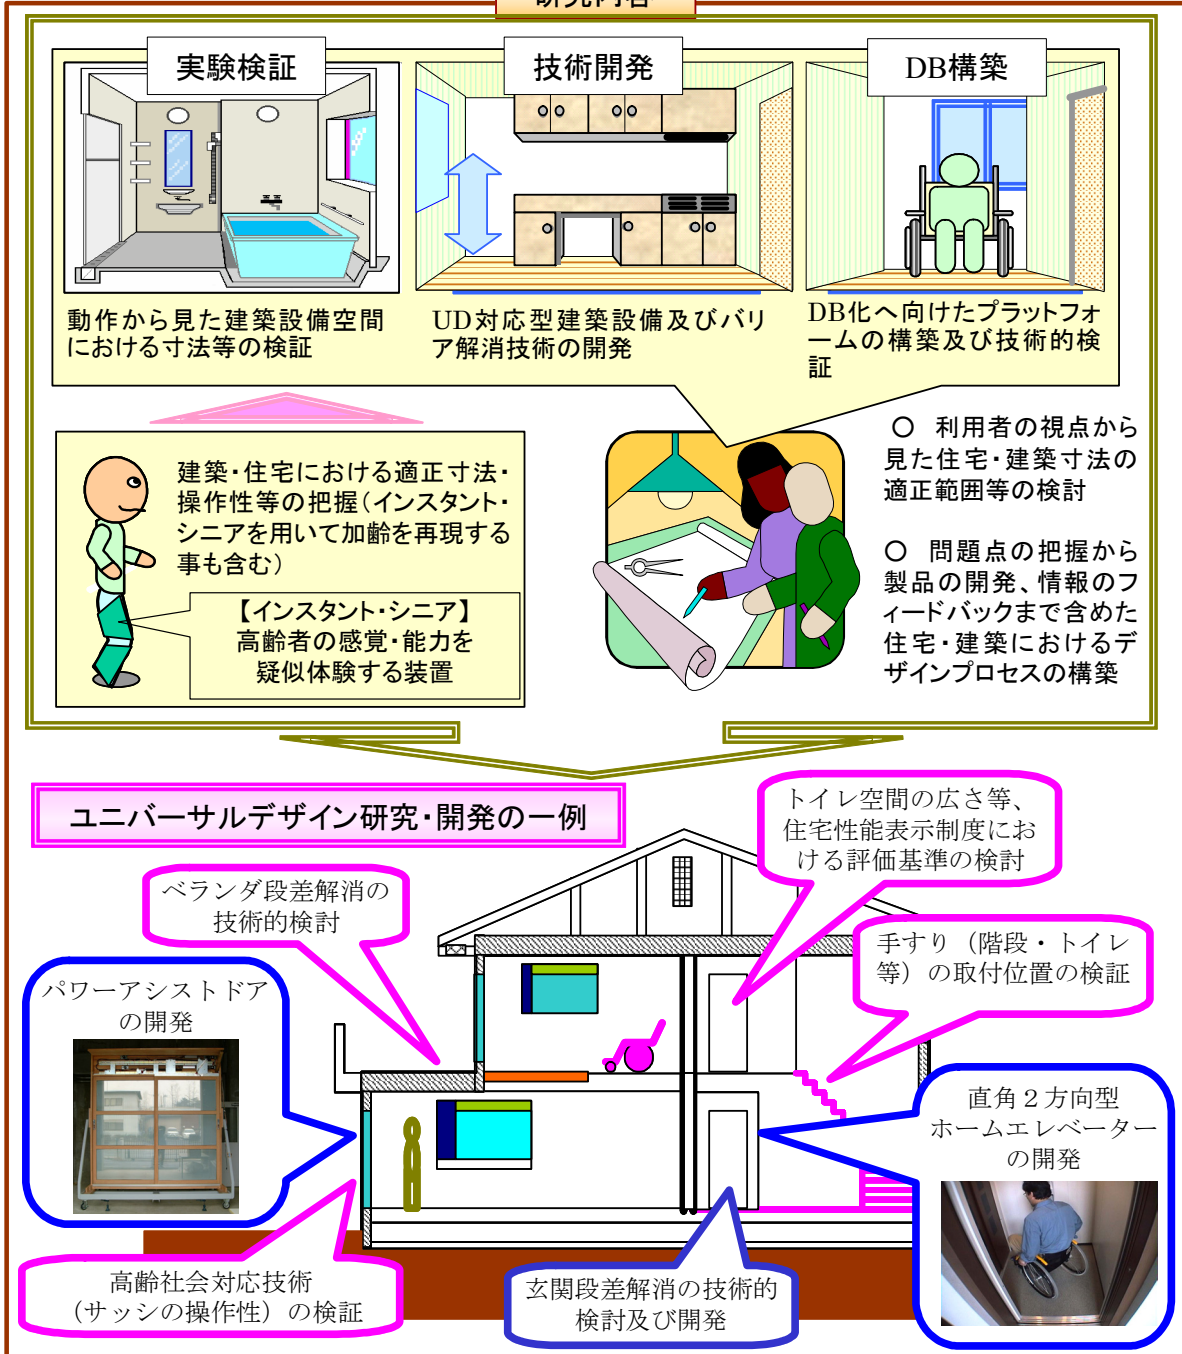 研究内容
実験検証
技術開発
DB構築
動作から見た建築設備空間
における寸法等の検証
UD対応型建築設備及びバリ
ア解消技術の開発
DB化へ向けたプラットフォ
ームの構築及び技術的検
証
建築・住宅における適正寸法・
操作性等の把握(インスタント・
シニアを用いて加齢を再現する
事も含む)
【インスタント・シニア】
高齢者の感覚・能力を
疑似体験する装置
○ 利用者の視点から
見た住宅・建築寸法の
適正範囲等の検討
○ 問題点の把握から
製品の開発、情報のフ
ィードバックまで含めた
住宅・建築におけるデ
ザインプロセスの構築
ユニバーサルデザイン研究・開発の一例
トイレ空間の広さ等、
住宅性能表示制度にお
ける評価基準の検討
ベランダ段差解消の
技術的検討
手すり（階段・トイレ
等）の取付位置の検証
パワーアシストドア
の開発
直角２方向型
ホームエレベーター
の開発
高齢社会対応技術
（サッシの操作性）の検証
玄関段差解消の技術的
検討及び開発